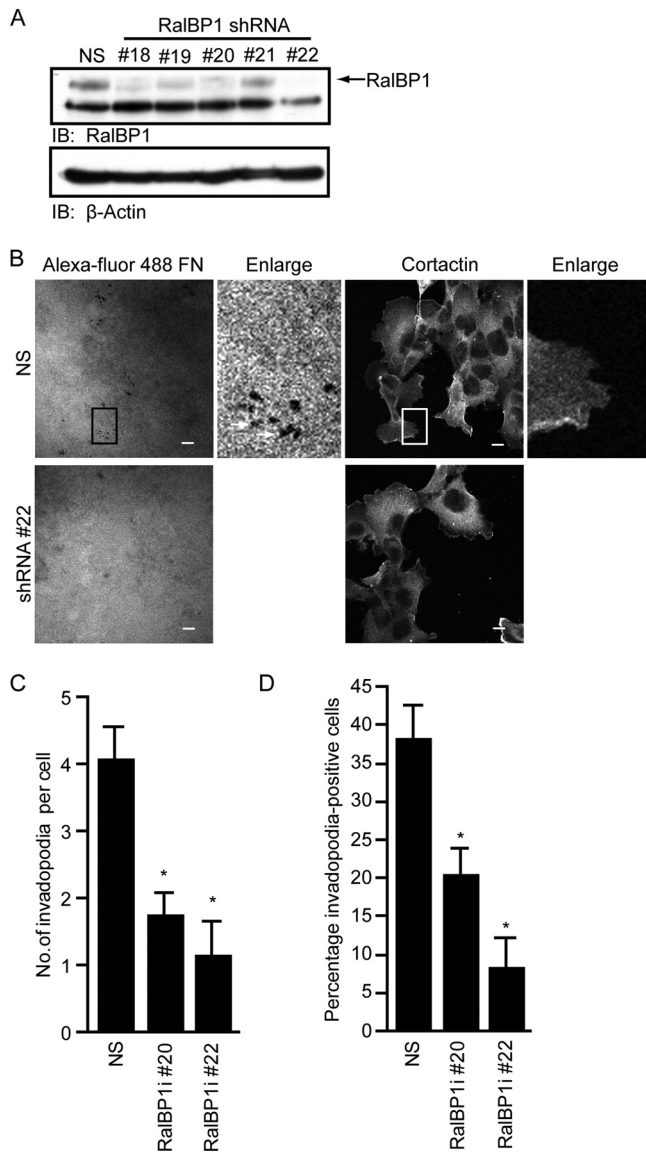 A
RalBP1 shRNA
NS #18 #19 #20 #21 #22
RalBP1
IB: RalBP1
IB: β-Actin
B
Alexa-fluor 488 FN Enlarge Cortactin Enlarge
NS
shRNA #22
C
No. of invadopodia per cell
5
4
3
2
1
0
* *
NS RalBP1i #20 RalBP1i #22
D
Percentage invadopodia-positive cells
45
40
35
30
25
20
15
10
5
0
* *
NS RalBP1i #20 RalBP1i #22